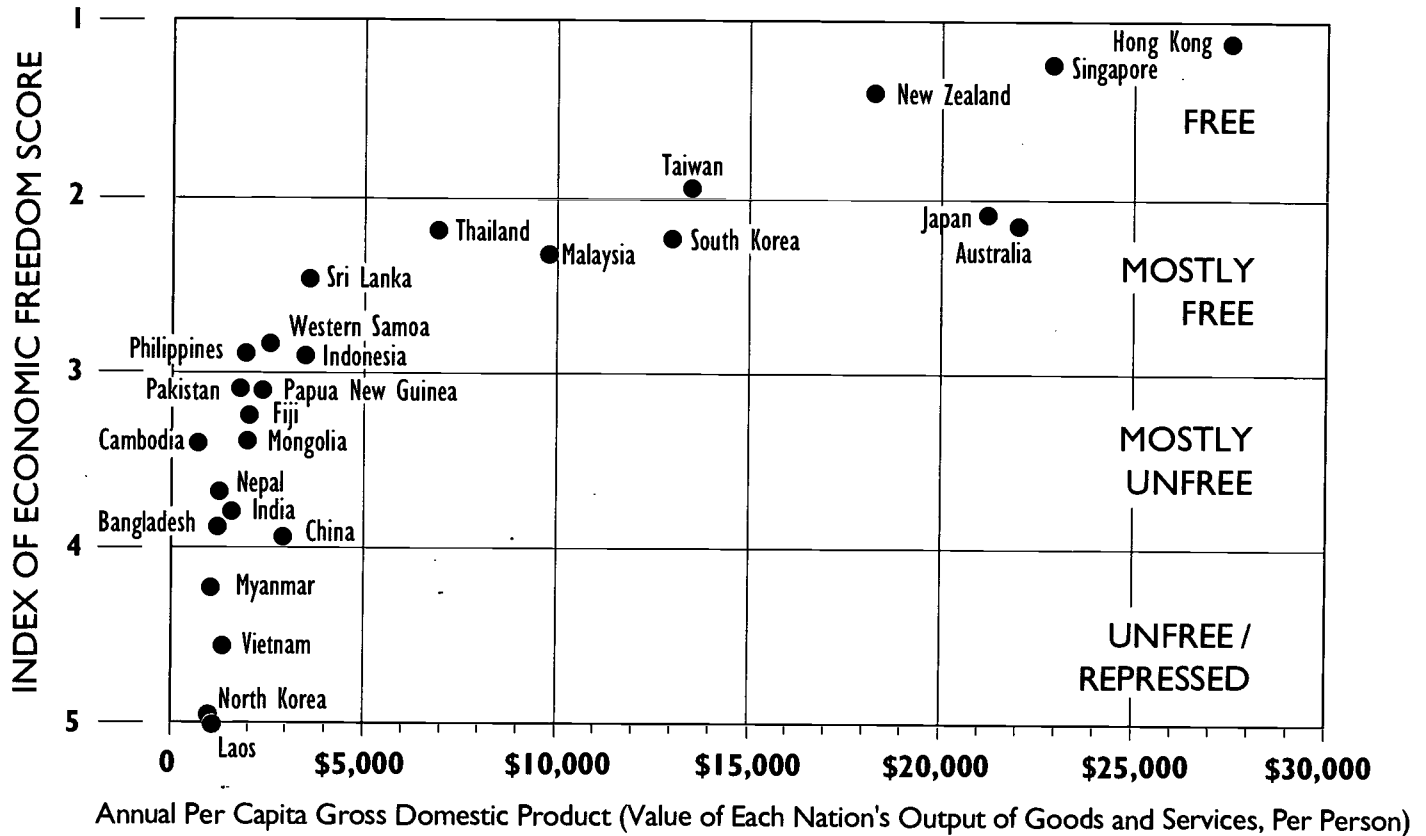 INDEX OF ECONOMIC FREEDOM SCORE
1
2
3
4
5
Hong Kong
Singapore
New Zealand
FREE
Taiwan
Japan
Thailand
South Korea
Malaysia
Australia
MOSTLY
FREE
Sri Lanka
Western Samoa
Philippines
Indonesia
Pakistan
Papua New Guinea
Fiji
Cambodia
Mongolia
MOSTLY
UNFREE
Nepal
India
Bangladesh
China
Myanmar
Vietnam
UNFREE /
REPRESSED
North Korea
Laos
0 $5,000 $10,000 $15,000 $20,000 $25,000 $30,000
Annual Per Capita Gross Domestic Product (Value of Each Nation's Output of Goods and Services, Per Person)